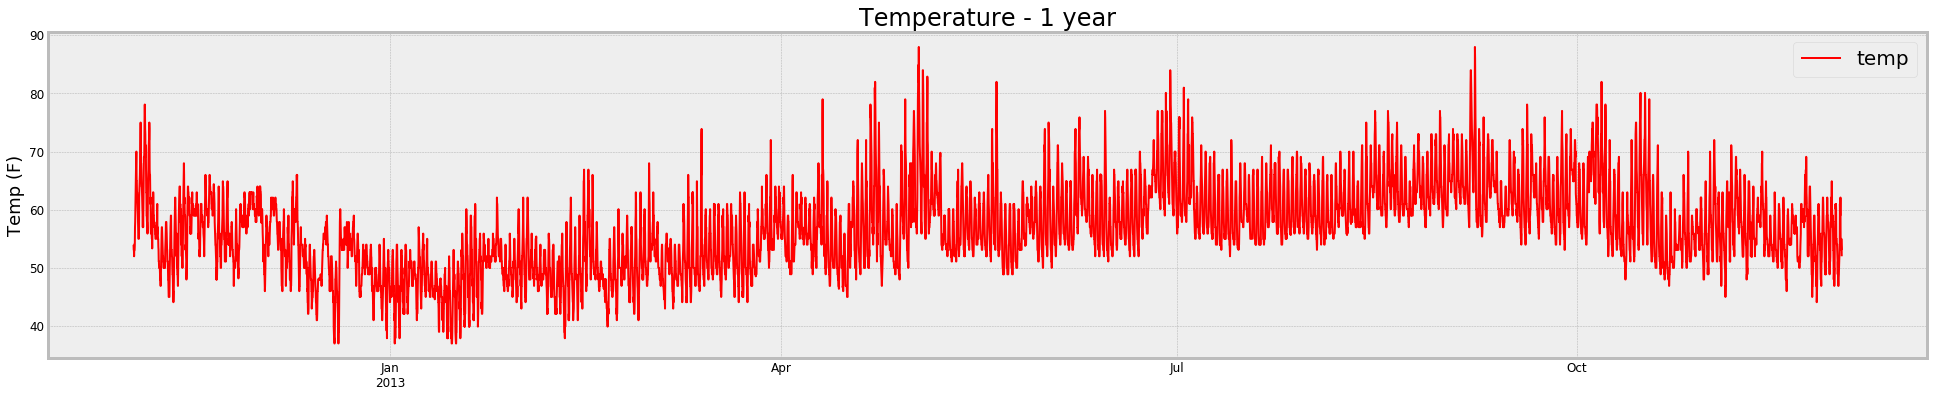 Temperature - 1 year
90
80
70
60
50
40
Temp (F)
temp
Jan
2013
Apr
Jul
Oct